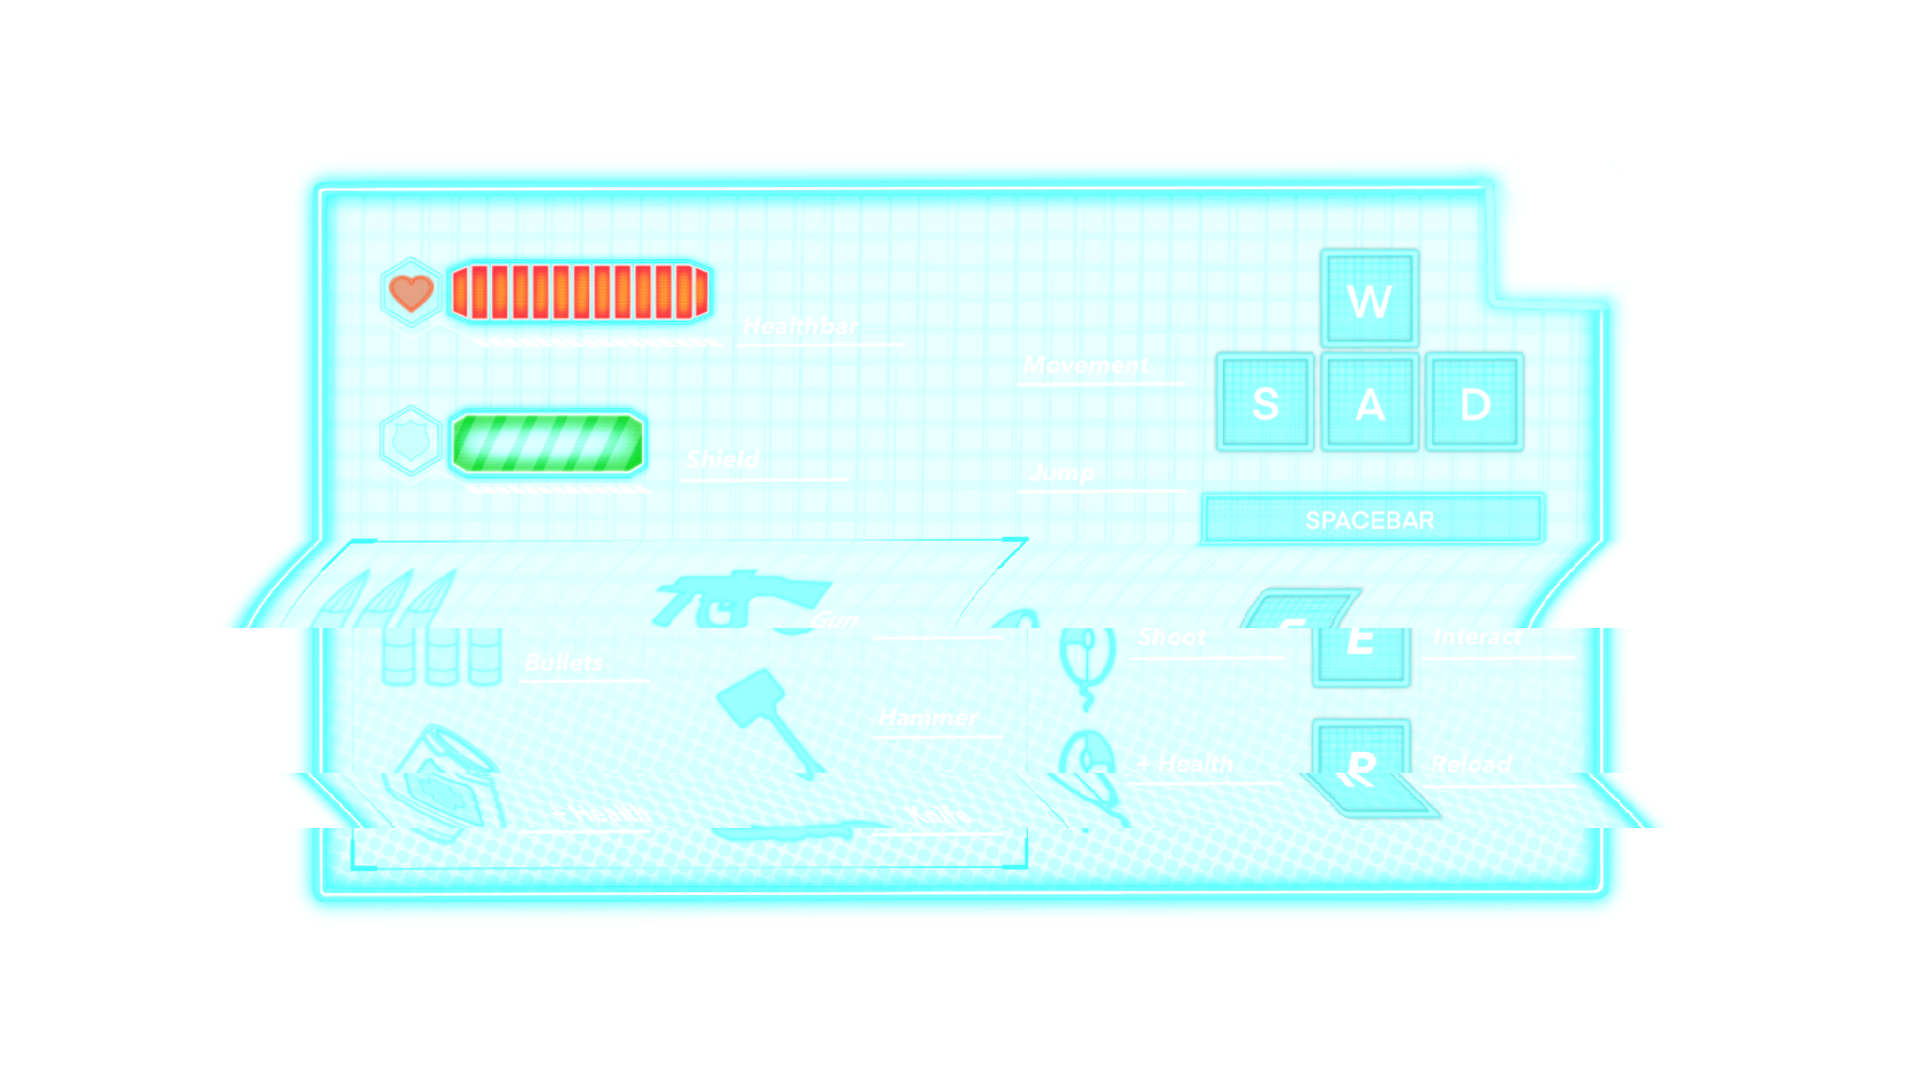 Healthbar
Movement
W
S A D
Shield
Jump
SPACEBAR
Gun
Shoot
E
Interact
Bullets
Hammer
+ Health
R
Reload
+ Health
Knife